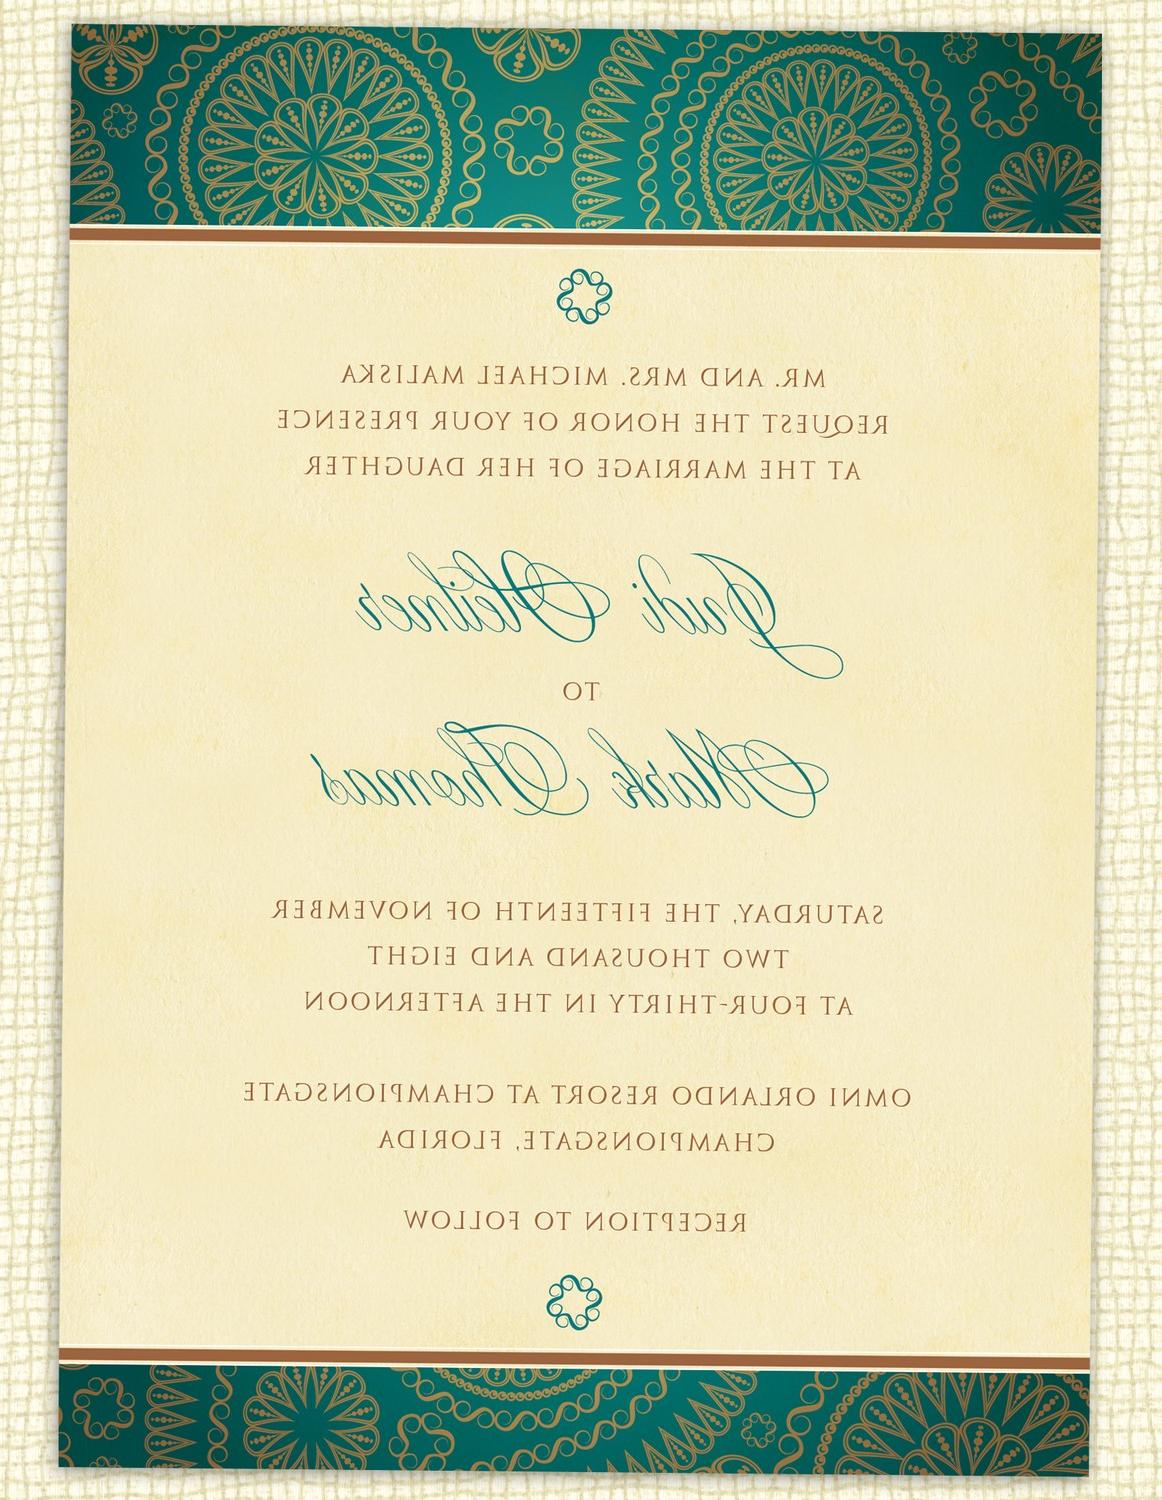 MR. AND MRS. MICHAEL MALISKA
REQUEST THE HONOR OF YOUR PRESENCE
AT THE MARRIAGE OF HER DAUGHTER
Judi Heitner
TO
Mark Thomas
SATURDAY, THE FIFTEENTH OF NOVEMBER
TWO THOUSAND AND EIGHT
AT FOUR-THIRTY IN THE AFTERNOON
OMNI ORLANDO RESORT AT CHAMPIONSGATE
CHAMPIONSGATE, FLORIDA
RECEPTION TO FOLLOW